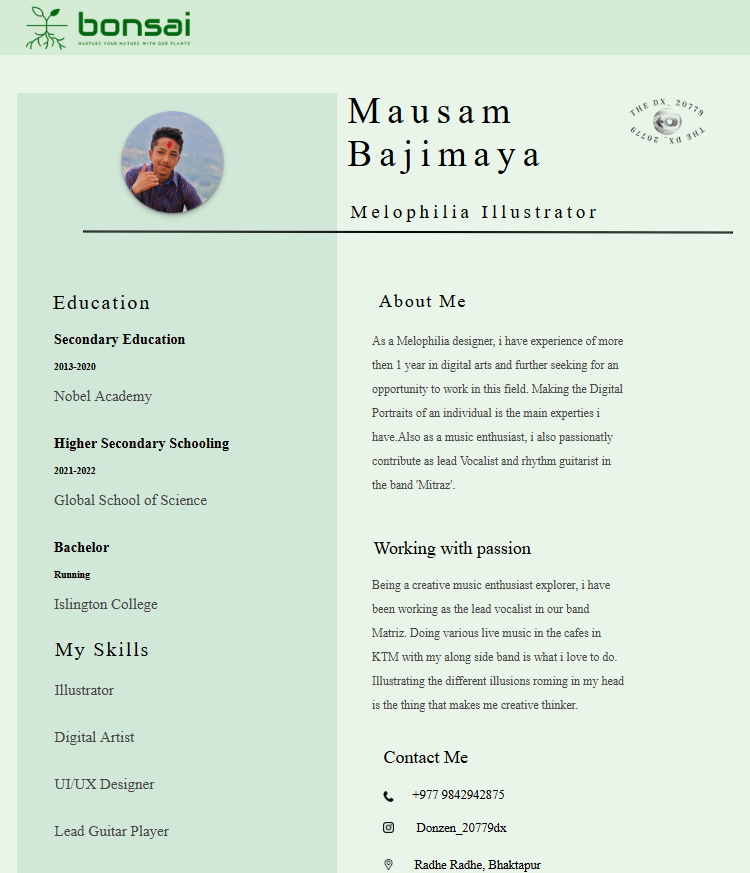 bonsai
NURTURE YOUR NATURE WITH OUR PLANTS
Mausam
Bajimaya
THE DX_ 20779
THE DX_ 20779
Melophilia Illustrator
Education
Secondary Education
2013-2020
Nobel Academy
Higher Secondary Schooling
2021-2022
Global School of Science
Bachelor
Running
Islington College
My Skills
Illustrator
Digital Artist
UI/UX Designer
Lead Guitar Player
About Me
As a Melophilia designer, i have experience of more
then 1 year in digital arts and further seeking for an
opportunity to work in this field. Making the Digital
Portraits of an individual is the main experties i
have.Also as a music enthusiast, i also passionatly
contribute as lead Vocalist and rhythm guitarist in
the band 'Mitraz'.
Working with passion
Being a creative music enthusiast explorer, i have
been working as the lead vocalist in our band
Matriz. Doing various live music in the cafes in
KTM with my along side band is what i love to do.
Illustrating the different illusions roming in my head
is the thing that makes me creative thinker.
Contact Me
+977 9842942875
Donzen_20779dx
Radhe Radhe, Bhaktapur